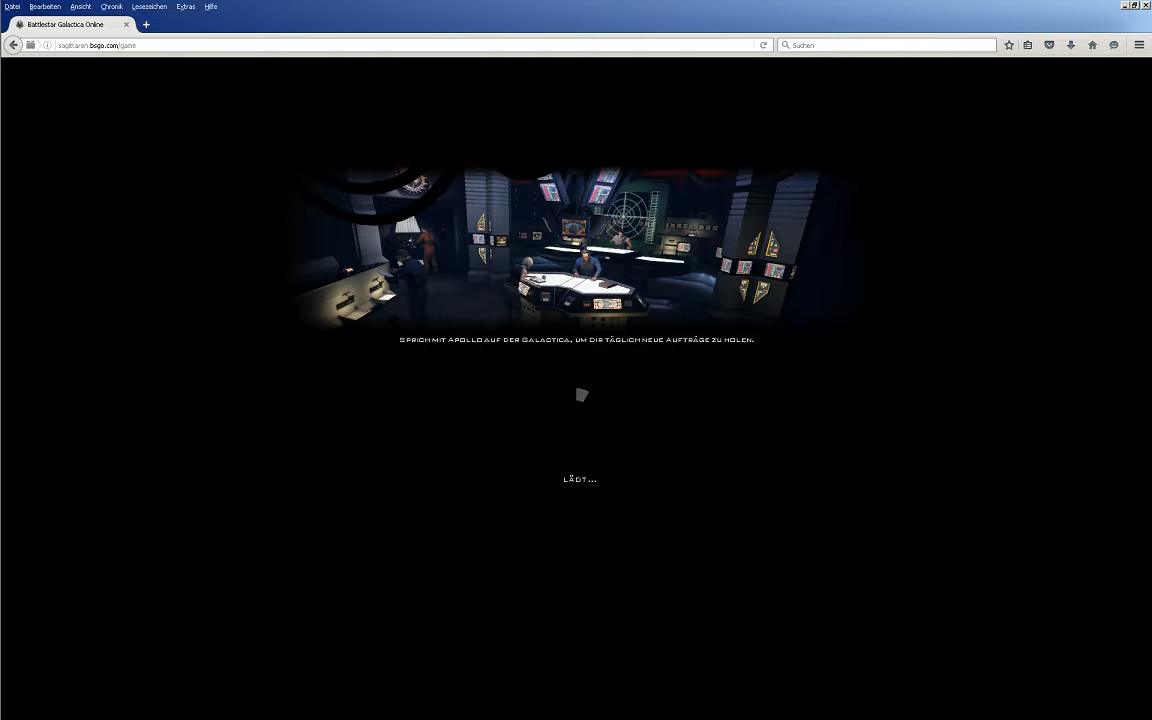 Datei Bearbeiten Ansicht Chronik Lesezeichen Extras Hilfe
Battlestar Galactica Online
sagittaron.bsgo.com/game
Suchen
Sprich mit Apollo auf der Galactica, um Dir täglich neue Aufträge zu holen.
Lädt...